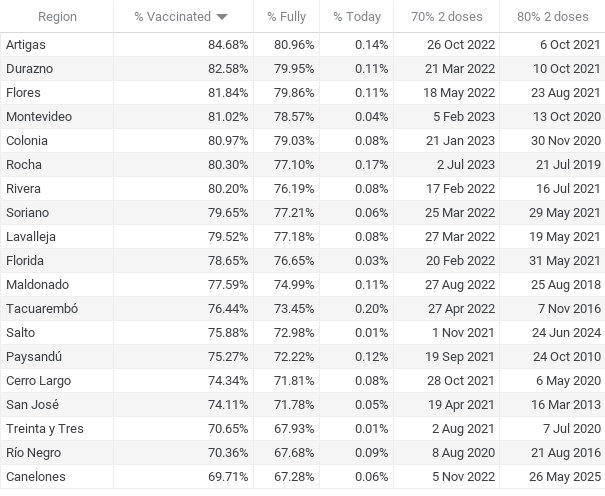 Region % Vaccinated % Fully % Today 70% 2 doses 80% 2 doses
Artigas 84.68% 80.96% 0.14% 26 Oct 2022 6 Oct 2021
Durazno 82.58% 79.95% 0.11% 21 Mar 2022 10 Oct 2021
Flores 81.84% 79.86% 0.11% 18 May 2022 23 Aug 2021
Montevideo 81.02% 78.57% 0.04% 5 Feb 2023 13 Oct 2020
Colonia 80.97% 79.03% 0.08% 21 Jan 2023 30 Nov 2020
Rocha 80.30% 77.10% 0.17% 2 Jul 2023 21 Jul 2019
Rivera 80.20% 76.19% 0.08% 17 Feb 2022 16 Jul 2021
Soriano 79.65% 77.21% 0.06% 25 Mar 2022 29 May 2021
Lavalleja 79.52% 77.18% 0.08% 27 Mar 2022 19 May 2021
Florida 78.65% 76.65% 0.03% 20 Feb 2022 31 May 2021
Maldonado 77.59% 74.99% 0.11% 27 Aug 2022 25 Aug 2018
Tacuarembó 76.44% 73.45% 0.20% 27 Apr 2022 7 Nov 2016
Salto 75.88% 72.98% 0.01% 1 Nov 2021 24 Jun 2024
Paysandú 75.27% 72.22% 0.12% 19 Sep 2021 24 Oct 2010
Cerro Largo 74.34% 71.81% 0.08% 28 Oct 2021 6 May 2020
San José 74.11% 71.78% 0.05% 19 Apr 2021 16 Mar 2013
Treinta y Tres 70.65% 67.93% 0.01% 2 Aug 2021 7 Jul 2020
Río Negro 70.36% 67.68% 0.09% 8 Aug 2020 21 Aug 2016
Canelones 69.71% 67.28% 0.06% 5 Nov 2022 26 May 2025